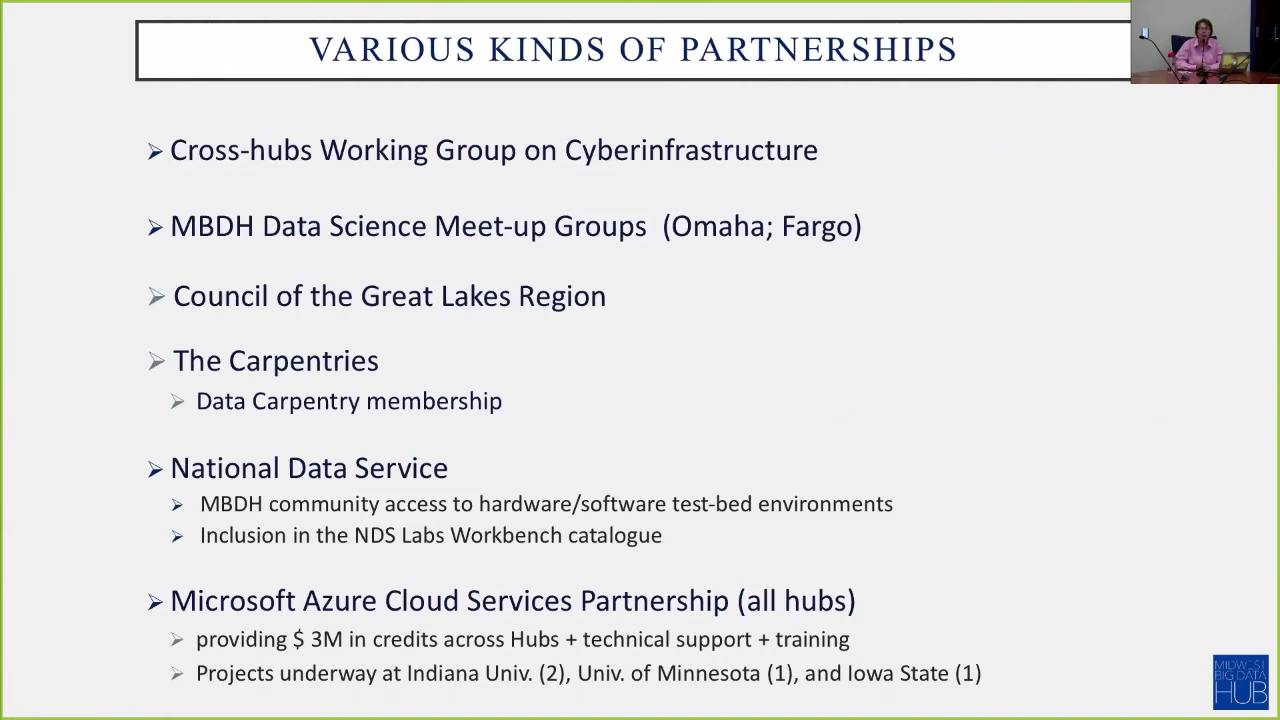 VARIOUS KINDS OF PARTNERSHIPS
Cross-hubs Working Group on Cyberinfrastructure
MBDH Data Science Meet-up Groups (Omaha; Fargo)
Council of the Great Lakes Region
The Carpentries
Data Carpentry membership
National Data Service
MBDH community access to hardware/software test-bed environments
Inclusion in the NDS Labs Workbench catalogue
Microsoft Azure Cloud Services Partnership (all hubs)
providing $ 3M in credits across Hubs + technical support + training
Projects underway at Indiana Univ. (2), Univ. of Minnesota (1), and Iowa State (1)
MIDWEST
BIG DATA
HUB